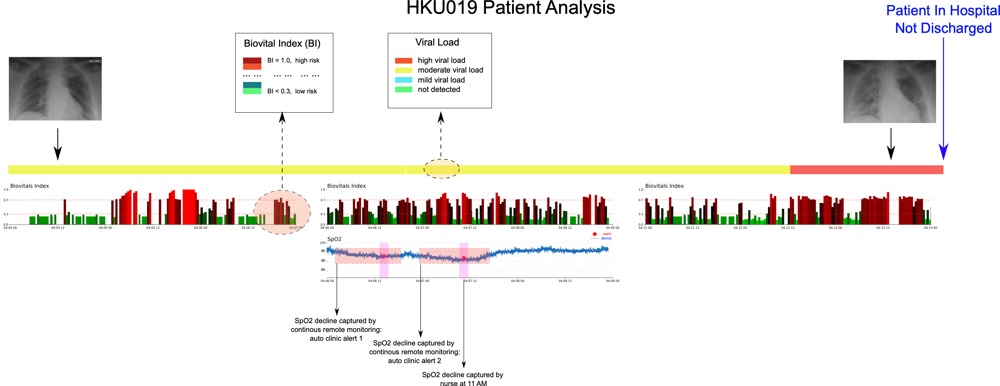 HKU019 Patient Analysis
Patient In Hospital
Not Discharged
PA EREC
Biovital Index (BI)
BI = 1.0, high risk
... ... ... ... ... ...
BI < 0.3, low risk
Viral Load
high viral load
moderate viral load
mild viral load
not detected
Biovitals Index
1.0
0.7
0.3
0.0
04-04 00 04-04 12 04-05 00 04-05 12 04-06 00 04-06 12 04-07 00
Biovitals Index
1.0
0.7
0.3
0.0
04-06 00 04-06 12 04-07 00 04-07 12 04-08 00 04-08 12 04-09 00
Biovitals Index
1.0
0.7
0.3
0.0
04-11 00 04-11 12 04-12 00 04-12 12 04-13 00 04-13 12 04-14 00
SpO2
ward
device
100
95
90
85
04-06 00 04-06 12 04-07 00 04-07 12 04-08 00 04-08 12 04-09 00
SpO2 decline captured by
continous remote monitoring:
auto clinic alert 1
SpO2 decline captured by
continous remote monitoring:
auto clinic alert 2
SpO2 decline captured by
nurse at 11 AM